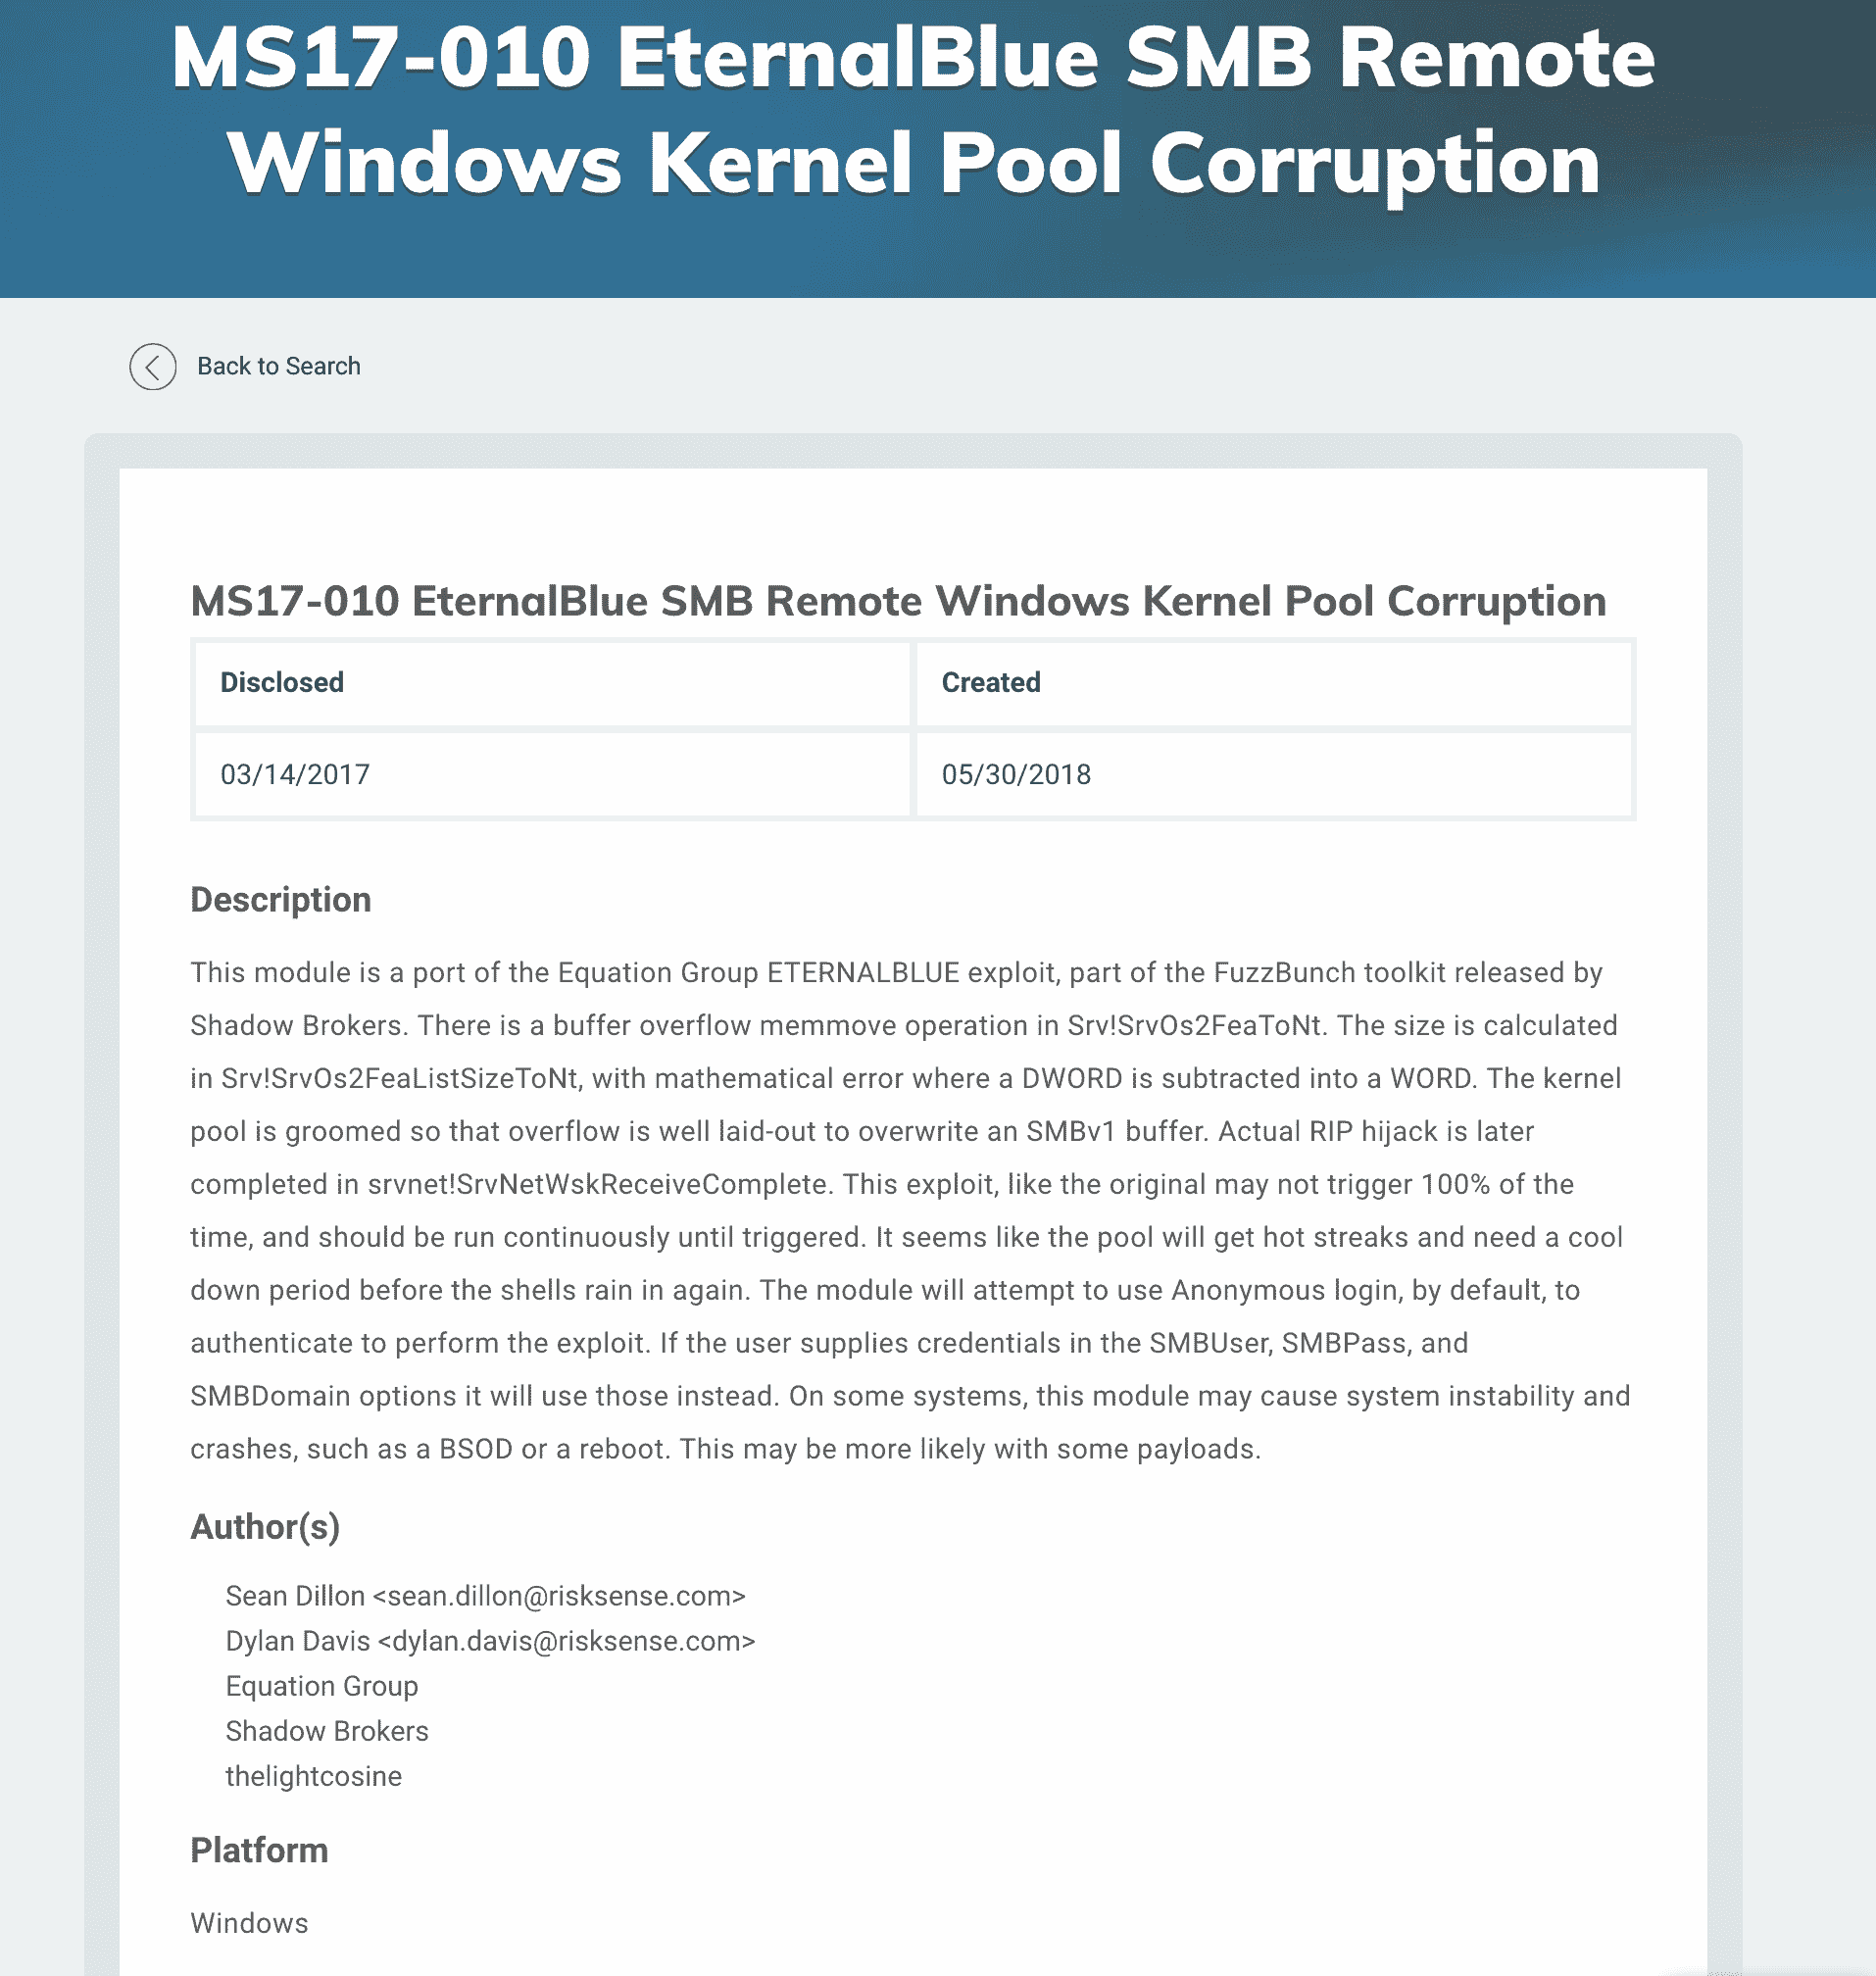 MS17-010 EternalBlue SMB Remote
Windows Kernel Pool Corruption
Back to Search
MS17-010 EternalBlue SMB Remote Windows Kernel Pool Corruption
Disclosed
Created
03/14/2017
05/30/2018
Description
This module is a port of the Equation Group ETERNALBLUE exploit, part of the FuzzBunch toolkit released by
Shadow Brokers. There is a buffer overflow memmove operation in Srv!SrvOs2FeaToNt. The size is calculated
in Srv!SrvOs2FeaListSizeToNt, with mathematical error where a DWORD is subtracted into a WORD. The kernel
pool is groomed so that overflow is well laid-out to overwrite an SMBv1 buffer. Actual RIP hijack is later
completed in srvnet!SrvNetWskReceiveComplete. This exploit, like the original may not trigger 100% of the
time, and should be run continuously until triggered. It seems like the pool will get hot streaks and need a cool
down period before the shells rain in again. The module will attempt to use Anonymous login, by default, to
authenticate to perform the exploit. If the user supplies credentials in the SMBUser, SMBPass, and
SMBDomain options it will use those instead. On some systems, this module may cause system instability and
crashes, such as a BSOD or a reboot. This may be more likely with some payloads.
Author(s)
Sean Dillon <sean.dillon@risksense.com>
Dylan Davis <dylan.davis@risksense.com>
Equation Group
Shadow Brokers
thelightcosine
Platform
Windows